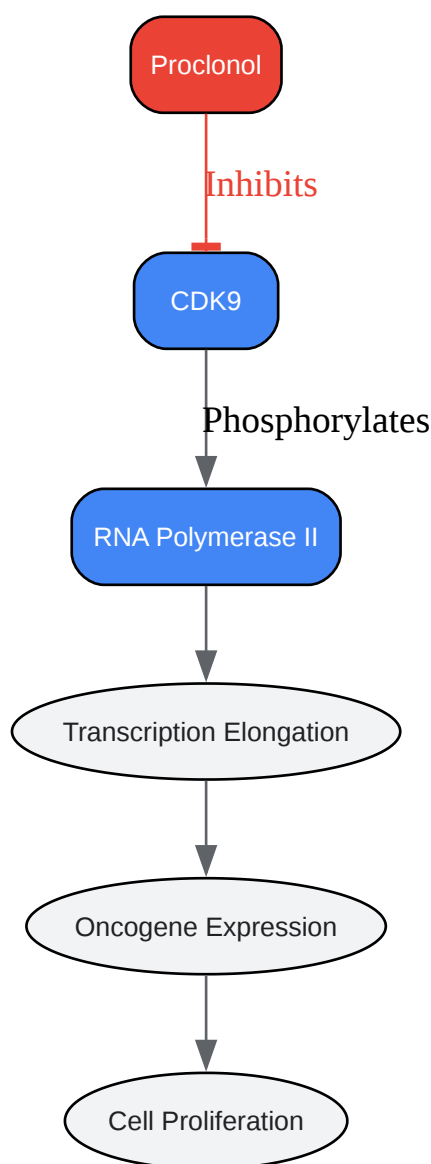 Proclonol
Inhibits
CDK9
Phosphorylates
RNA Polymerase II
Transcription Elongation
Oncogene Expression
Cell Proliferation